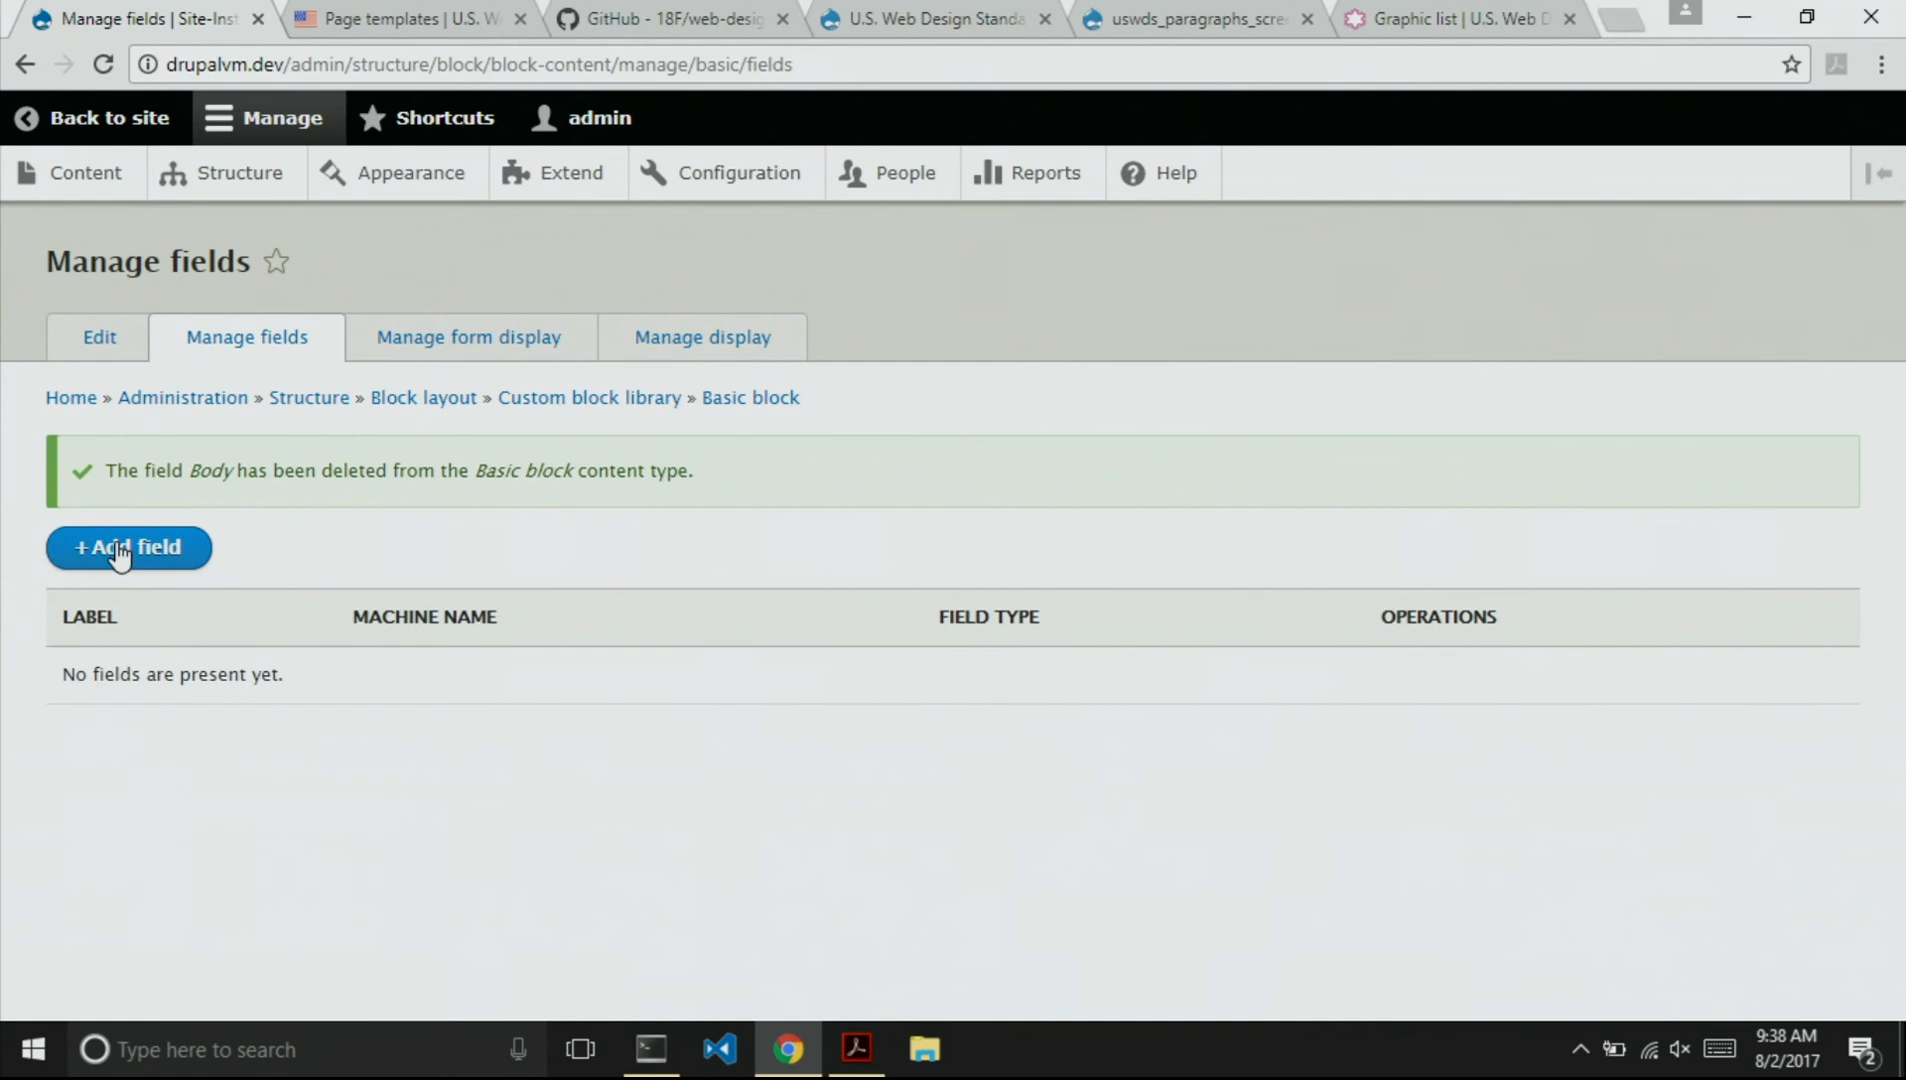 Manage fields | Site-Inst
Page templates | U.S. W
GitHub - 18F/web-desig
U.S. Web Design Standa
uswds_paragraphs_scre
Graphic list | U.S. Web D
drupalvm.dev/admin/structure/block/block-content/manage/basic/fields
Back to site
Manage
Shortcuts
admin
Content
Structure
Appearance
Extend
Configuration
People
Reports
Help
Manage fields
Edit
Manage fields
Manage form display
Manage display
Home » Administration » Structure » Block layout » Custom block library » Basic block
The field Body has been deleted from the Basic block content type.
+ Add field
LABEL
MACHINE NAME
FIELD TYPE
OPERATIONS
No fields are present yet.
Type here to search
9:38 AM
8/2/2017
2